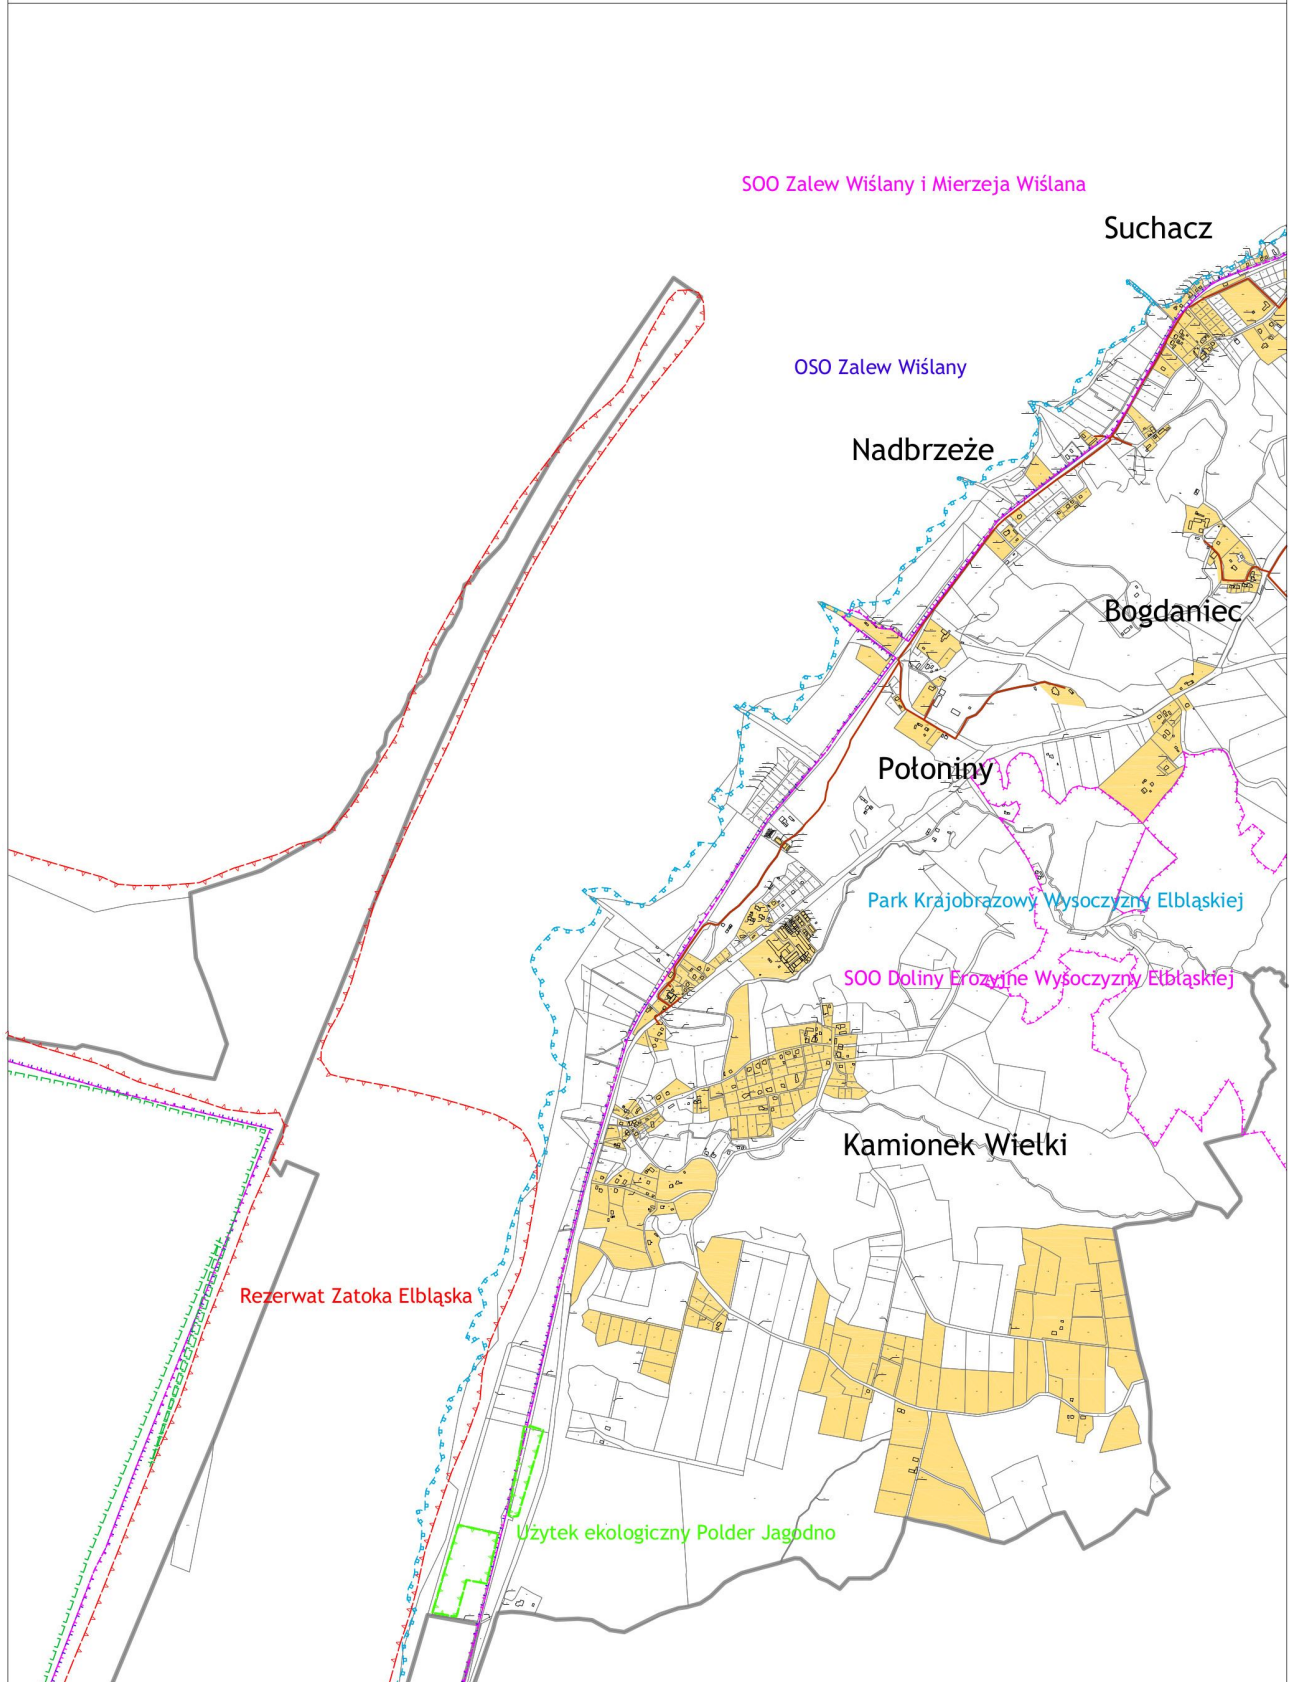 SOO Zalew Wiślany i Mierzeja Wiślana
Suchacz
OSO Zalew Wiślany
Nadbrzeże
Bogdaniec
Połoniny
Park Krajobrazowy Wysoczyzny Elbląskiej
SOO Doliny Erozyjne Wysoczyzny Elbląskiej
Kamionek Wielki
Rezerwat Zatoka Elbląska
Użytek ekologiczny Polder Jagodno